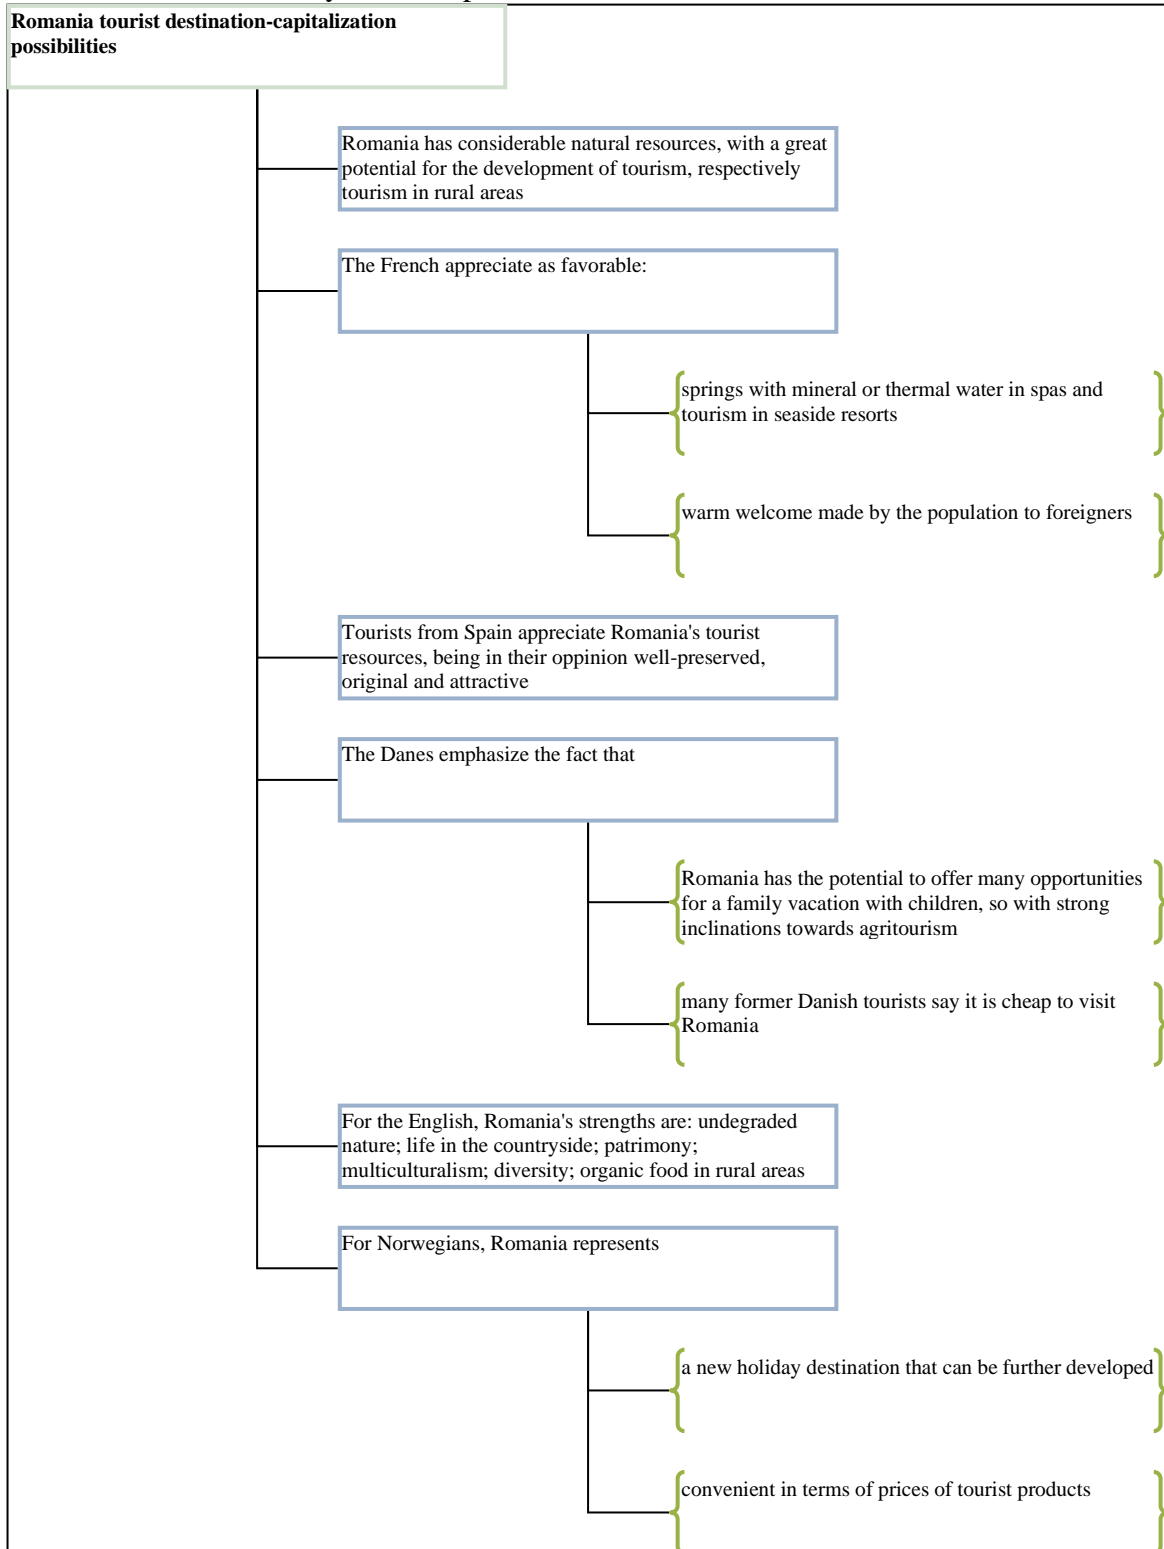 Romania tourist destination-capitalization
possibilities
Romania has considerable natural resources, with a great
potential for the development of tourism, respectively
tourism in rural areas
The French appreciate as favorable:
springs with mineral or thermal water in spas and
tourism in seaside resorts
warm welcome made by the population to foreigners
Tourists from Spain appreciate Romania's tourist
resources, being in their oppinion well-preserved,
original and attractive
The Danes emphasize the fact that
Romania has the potential to offer many opportunities
for a family vacation with children, so with strong
inclinations towards agritourism
many former Danish tourists say it is cheap to visit
Romania
For the English, Romania's strengths are: undegraded
nature; life in the countryside; patrimony;
multiculturalism; diversity; organic food in rural areas
For Norwegians, Romania represents
a new holiday destination that can be further developed
convenient in terms of prices of tourist products